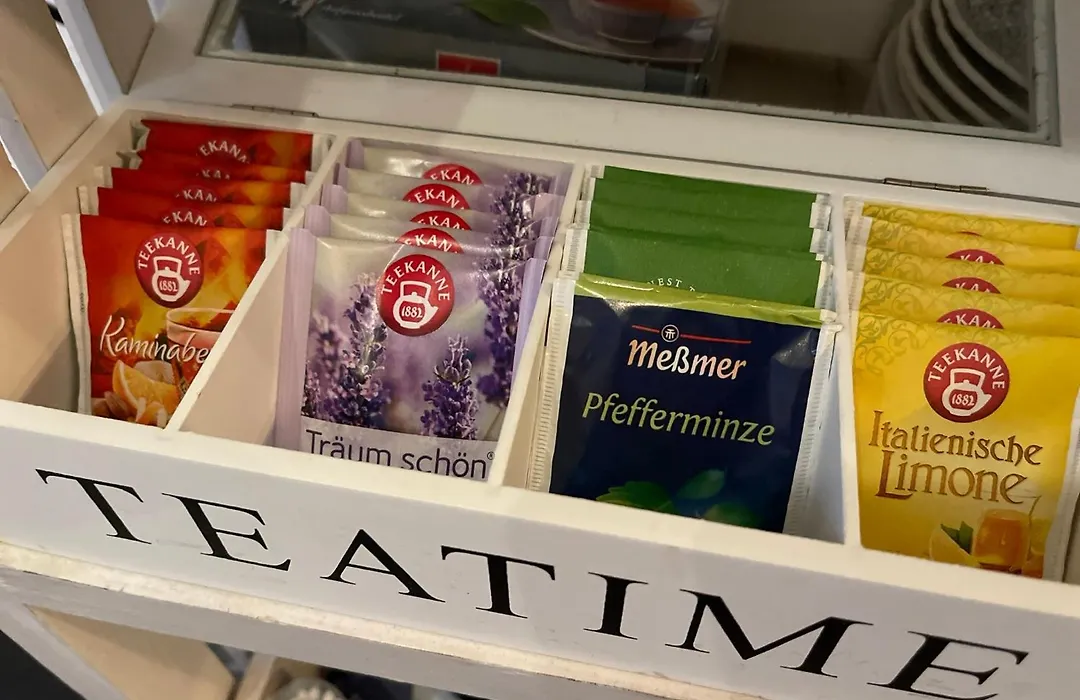 TEEKANNE
1882
Kaminabe
TEEKANNE
1882
Träum schön®
Meßmer
Pfefferminze
TEEKANNE
1882
Italienische
Limone
TEATIME